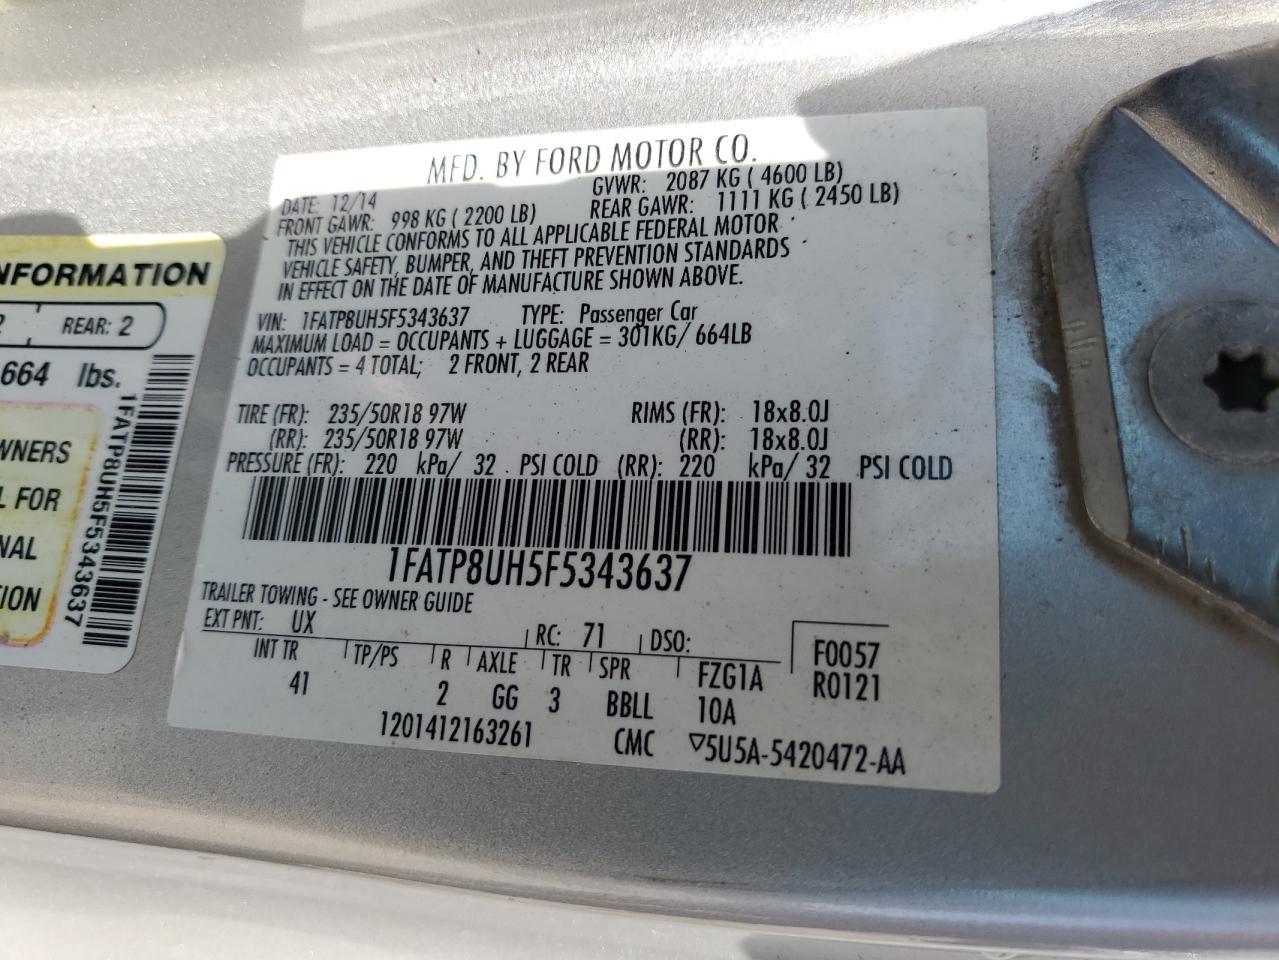 MFD. BY FORD MOTOR CO.
DATE: 12/14 GVWR: 2087 KG ( 4600 LB)
FRONT GAWR: 998 KG ( 2200 LB) REAR GAWR: 1111 KG ( 2450 LB)
THIS VEHICLE CONFORMS TO ALL APPLICABLE FEDERAL MOTOR
VEHICLE SAFETY, BUMPER, AND THEFT PREVENTION STANDARDS
IN EFFECT ON THE DATE OF MANUFACTURE SHOWN ABOVE.
VIN: 1FATP8UH5F5343637 TYPE: Passenger Car
MAXIMUM LOAD = OCCUPANTS + LUGGAGE = 301KG/ 664LB
OCCUPANTS = 4 TOTAL; 2 FRONT, 2 REAR
TIRE (FR): 235/50R18 97W RIMS (FR): 18x8.0J
(RR): 235/50R18 97W (RR): 18x8.0J
PRESSURE (FR): 220 kPa/ 32 PSI COLD (RR): 220 kPa/ 32 PSI COLD
1FATP8UH5F5343637
TRAILER TOWING - SEE OWNER GUIDE
EXT PNT: UX RC: 71 DSO: F0057
INT TR TP/PS R AXLE TR SPR FZG1A R0121
41 2 GG 3 BBLL 10A
1201412163261 CMC ▽5U5A-5420472-AA
NFORMATION
2 REAR: 2
664 lbs.
WNERS
L FOR
NAL
ION
1FATP8UH5F5343637